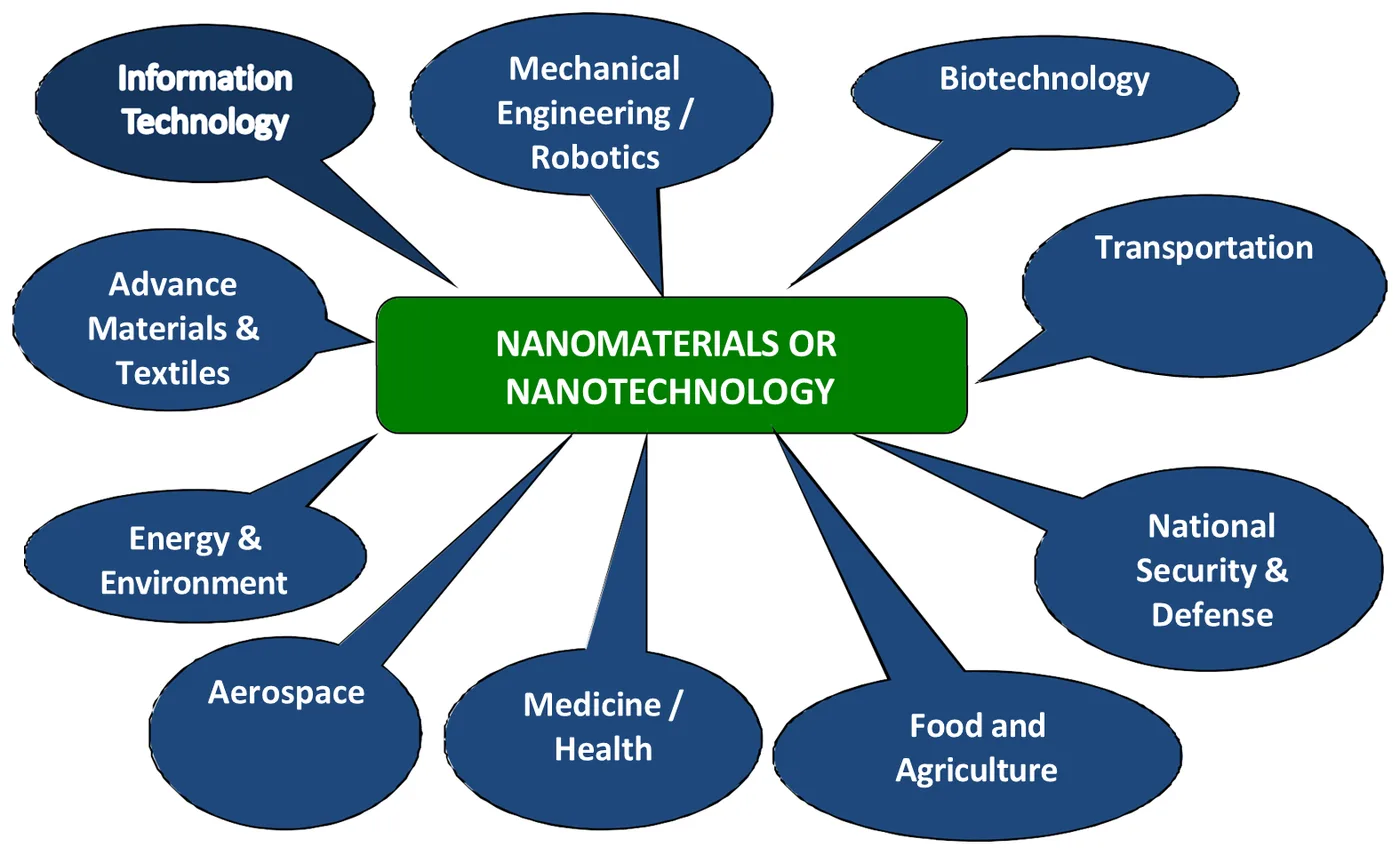 Information
Technology
Mechanical
Engineering /
Robotics
Biotechnology
Transportation
Advance
Materials &
Textiles
NANOMATERIALS OR
NANOTECHNOLOGY
Energy &
Environment
National
Security &
Defense
Aerospace
Medicine /
Health
Food and
Agriculture